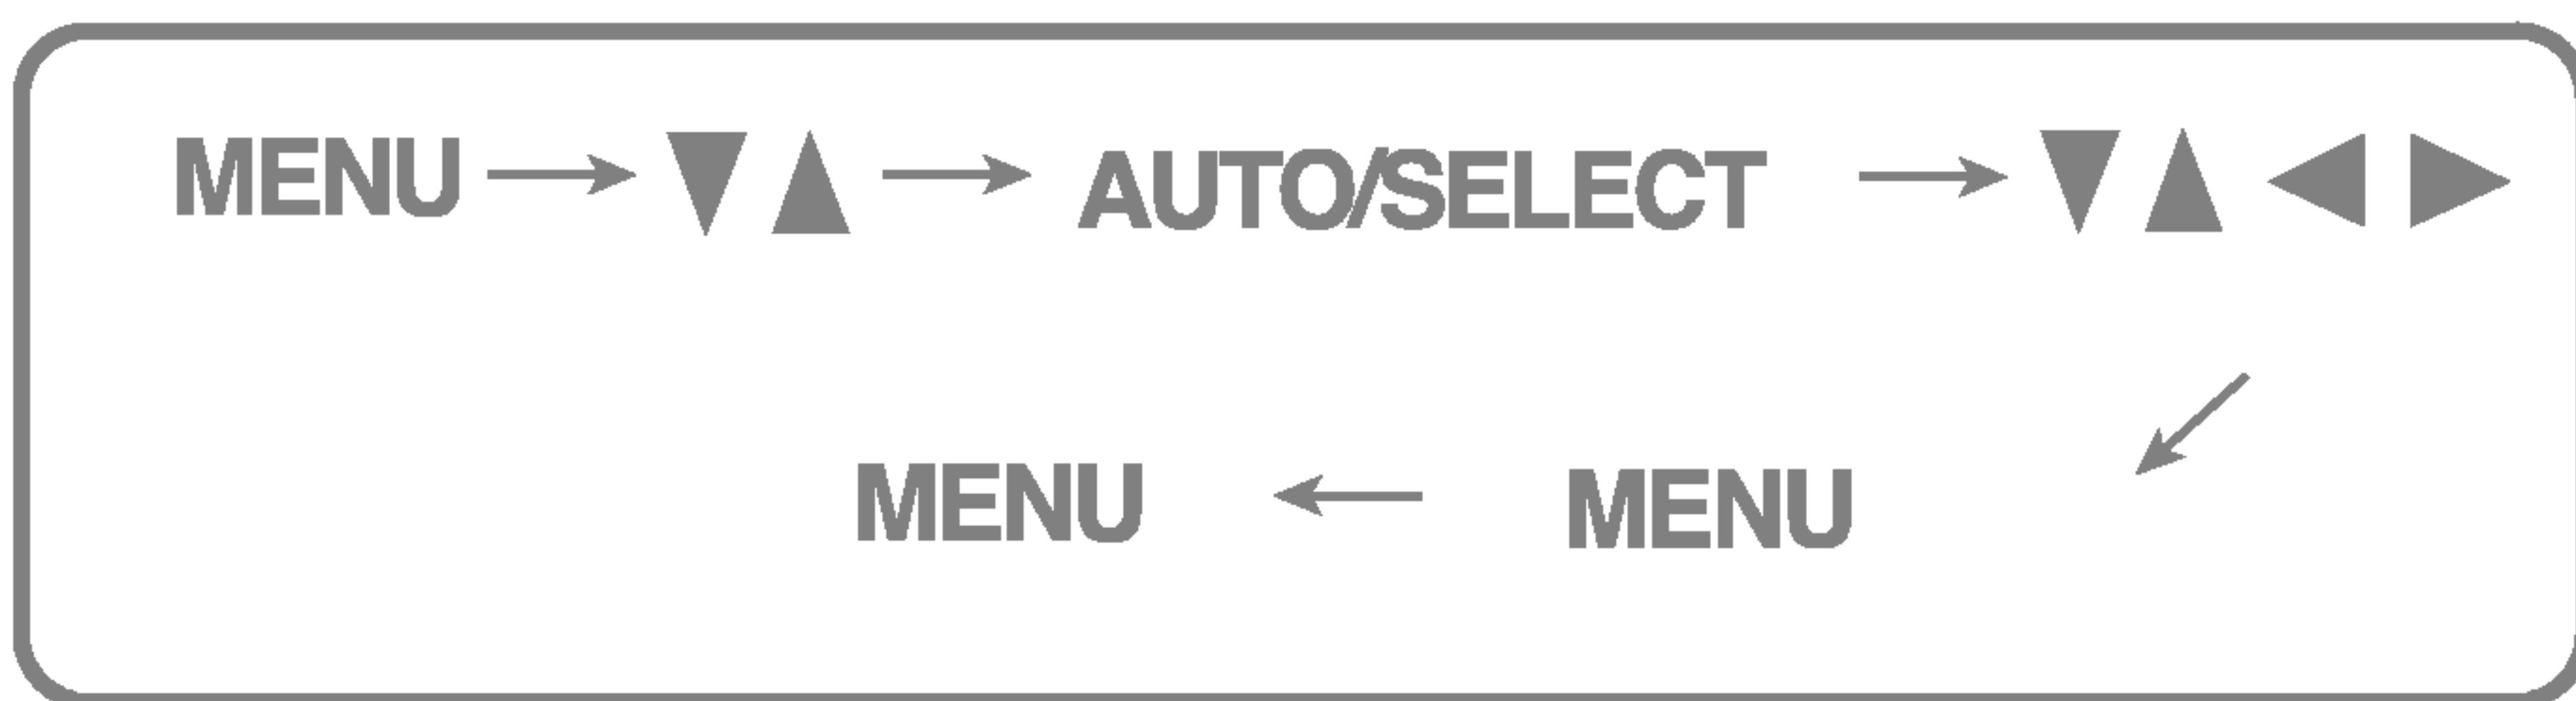 MENU → ▼ ▲ → AUTO/SELECT → ▼ ▲ ◀ ▶
MENU ← MENU